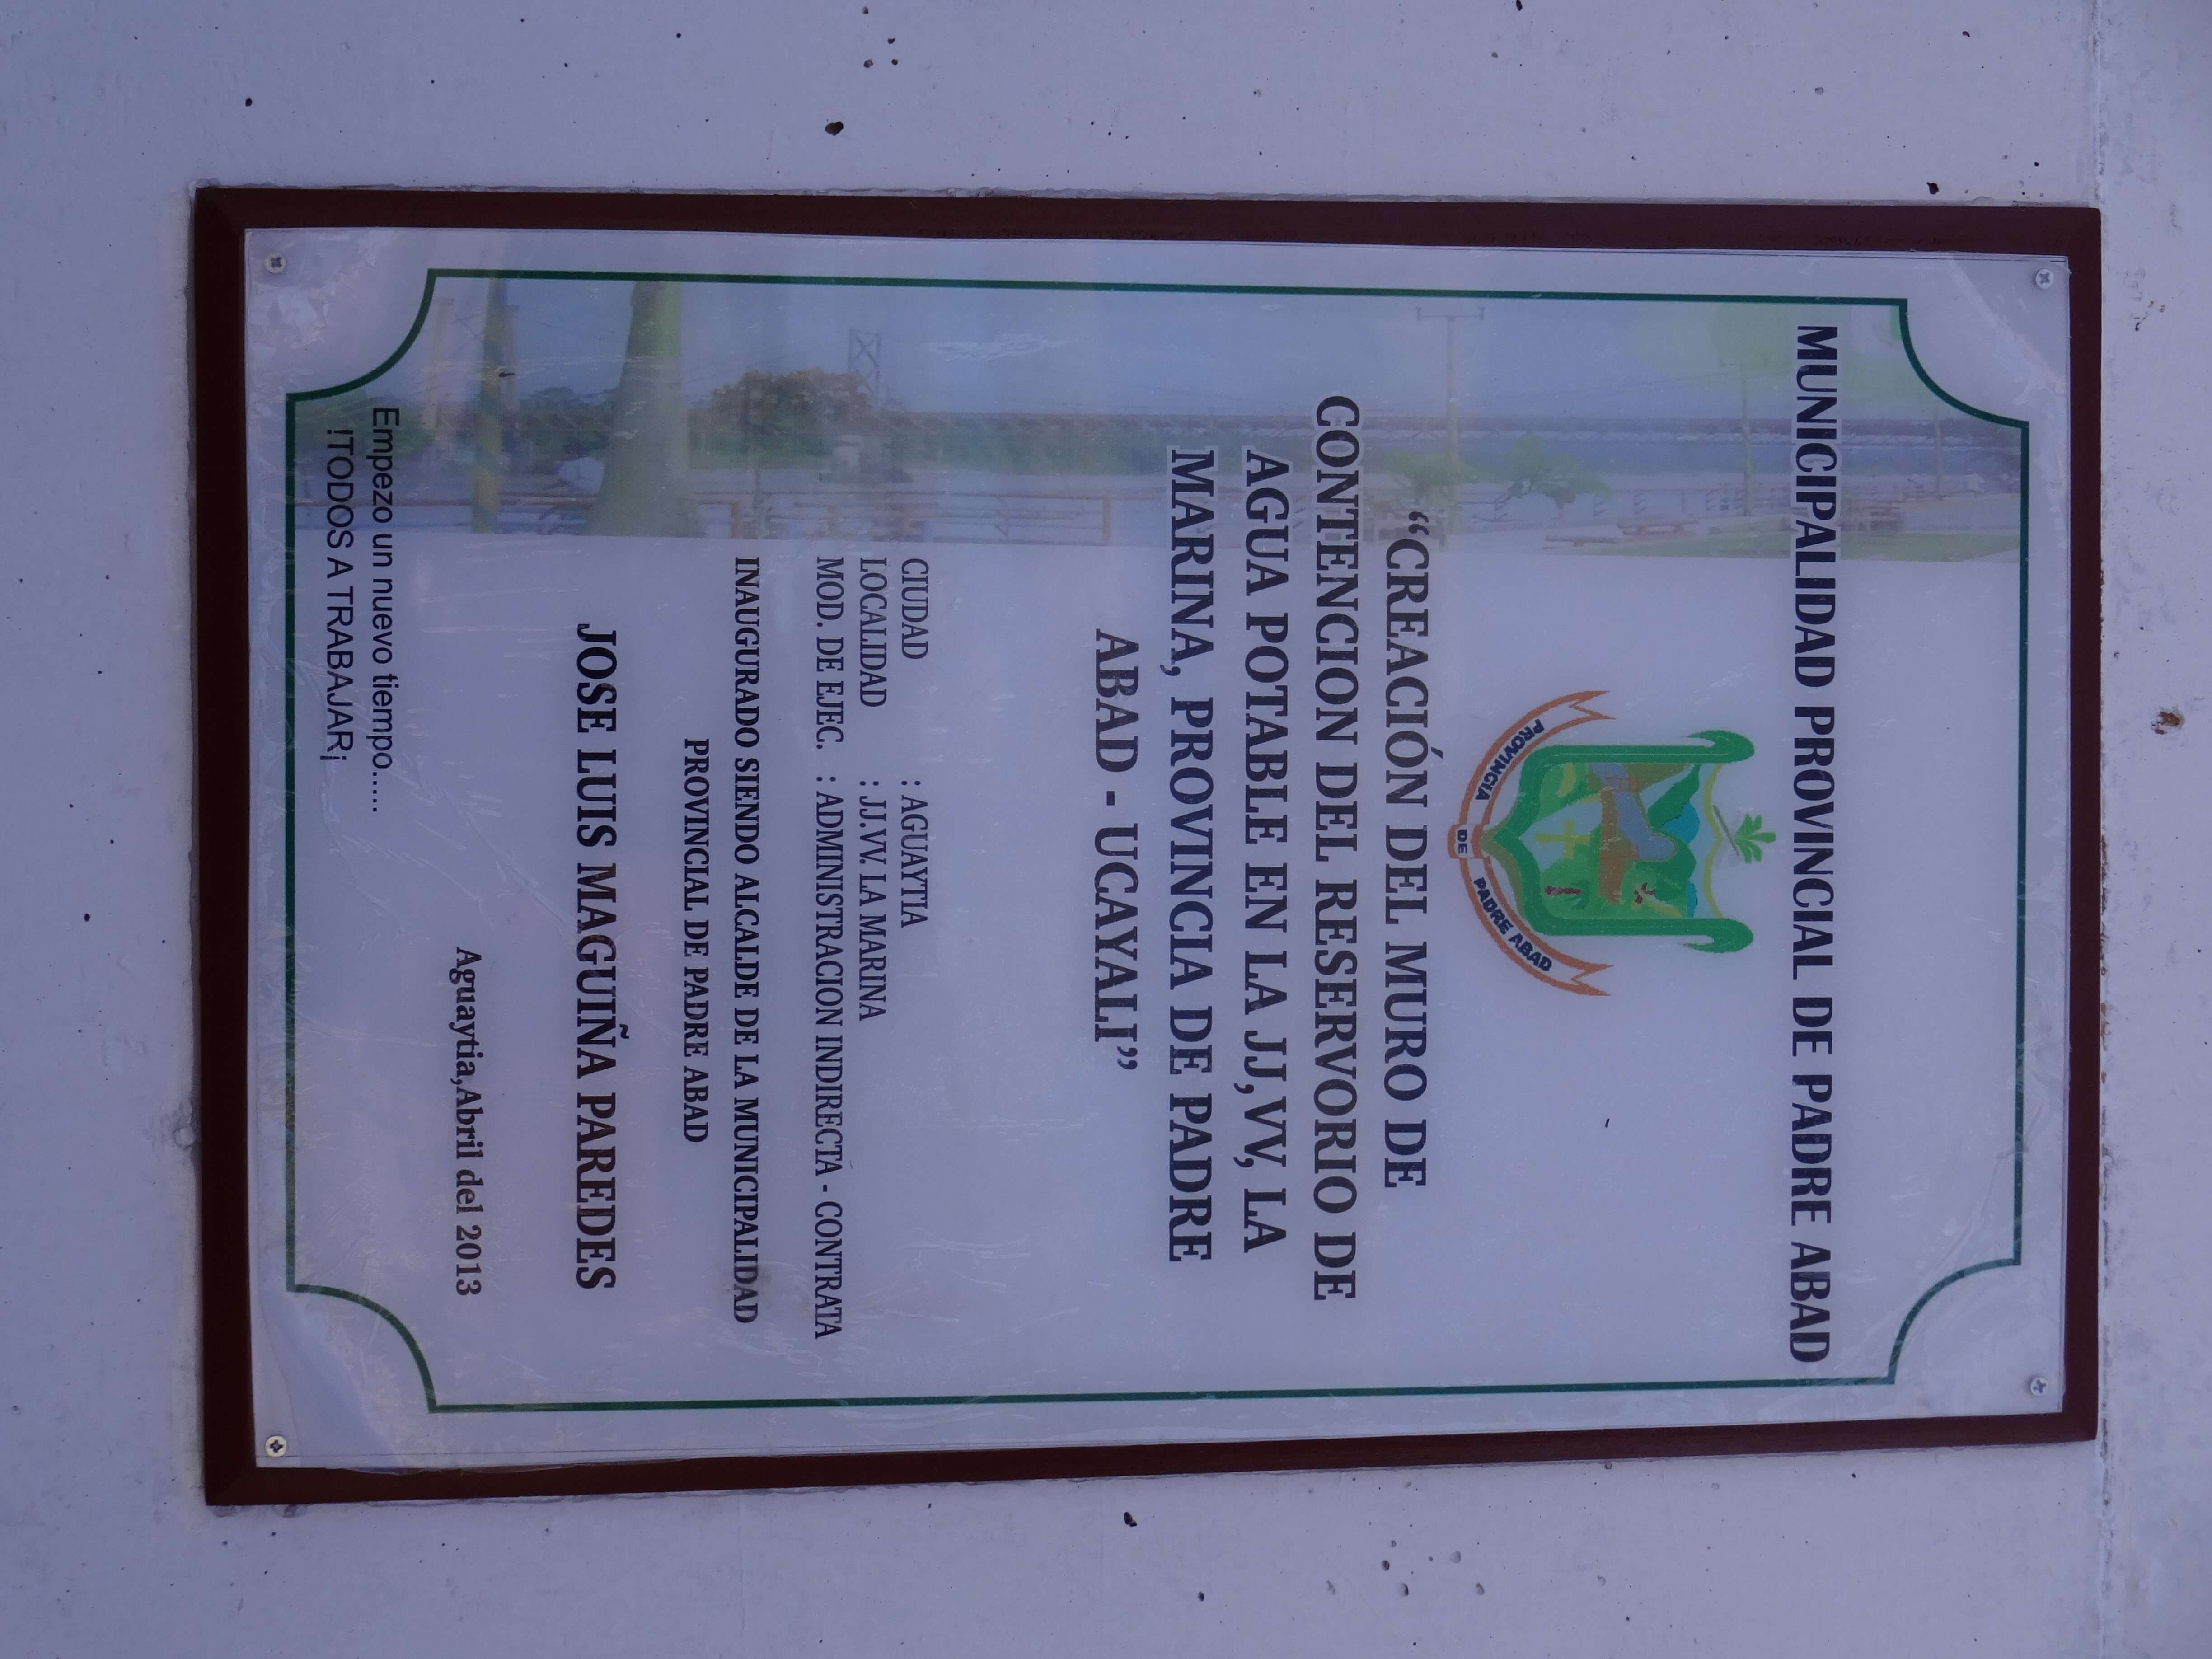 MUNICIPALIDAD PROVINCIAL DE PADRE ABAD
PROVINCIA DE PADRE ABAD
“CREACIÓN DEL MURO DE
CONTENCION DEL RESERVORIO DE
AGUA POTABLE EN LA JJ,VV, LA
MARINA, PROVINCIA DE PADRE
ABAD - UCAYALI”
CIUDAD : AGUAYTIA
LOCALIDAD : JJ.VV. LA MARINA
MOD. DE EJEC. : ADMINISTRACION INDIRECTA - CONTRATA
INAUGURADO SIENDO ALCALDE DE LA MUNICIPALIDAD
PROVINCIAL DE PADRE ABAD
JOSE LUIS MAGUIÑA PAREDES
Aguaytia,Abril del 2013
Empezo un nuevo tiempo.....
!TODOS A TRABAJAR¡